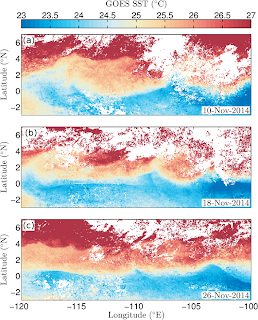 GOES SST (°C)
23 23.5 24 24.5 25 25.5 26 26.5 27
(a)
Latitude (°N)
6
4
2
0
−2
10-Nov-2014
(b)
Latitude (°N)
6
4
2
0
−2
18-Nov-2014
(c)
Latitude (°N)
6
4
2
0
−2
26-Nov-2014
−120 −115 −110 −105 −100
Longitude (°E)